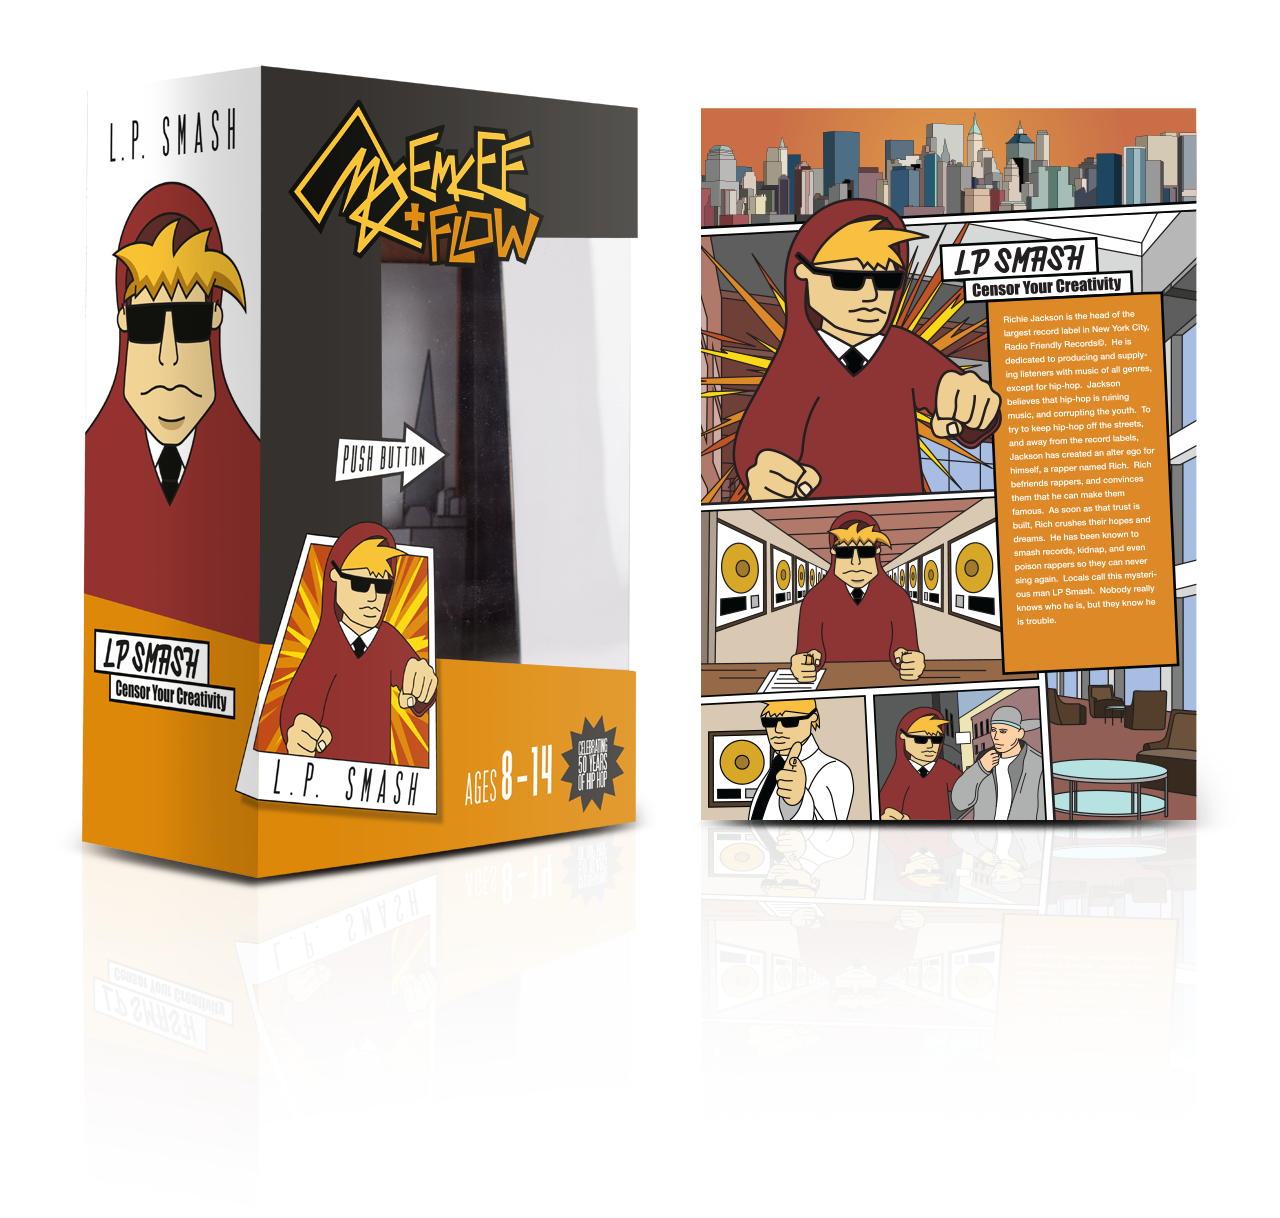 L.P. SMASH
EMCEE
+FLOW
PUSH BUTTON
LP SMASH
Censor Your Creativity
L.P. SMASH
AGES 8-14
CELEBRATING
50 YEARS
OF HIP HOP
LP SMASH
Censor Your Creativity
Richie Jackson is the head of the
largest record label in New York City,
Radio Friendly Records©. He is
dedicated to producing and supply-
ing listeners with music of all genres,
except for hip-hop. Jackson
believes that hip-hop is ruining
music, and corrupting the youth. To
try to keep hip-hop off the streets,
and away from the record labels,
Jackson has created an alter ego for
himself, a rapper named Rich. Rich
befriends rappers, and convinces
them that he can make them
famous. As soon as that trust is
built, Rich crushes their hopes and
dreams. He has been known to
smash records, kidnap, and even
poison rappers so they can never
sing again. Locals call this mysteri-
ous man LP Smash. Nobody really
knows who he is, but they know he
is trouble.